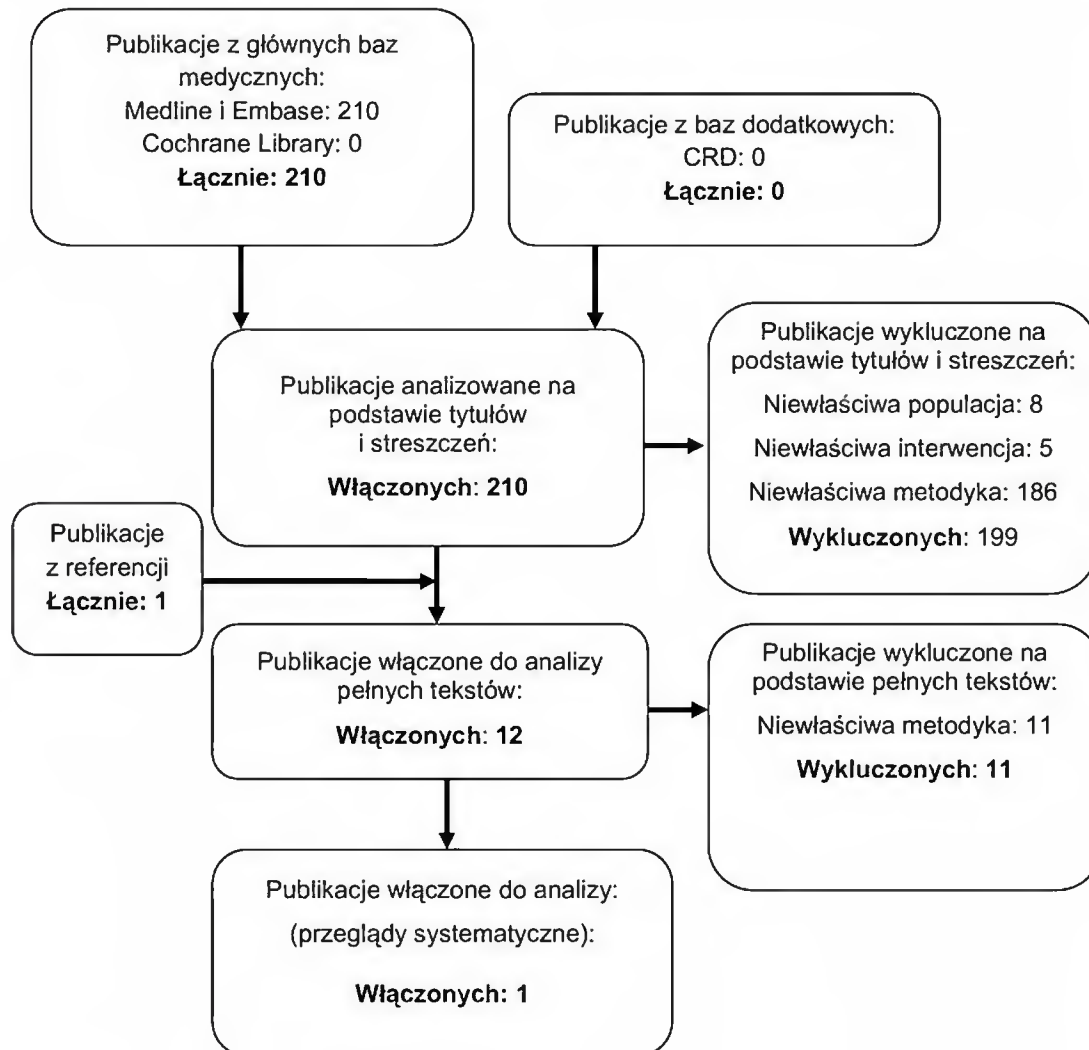 Publikacje z głównych baz
medycznych:
Medline i Embase: 210
Cochrane Library: 0
Łącznie: 210
Publikacje z baz dodatkowych:
CRD: 0
Łącznie: 0
Publikacje analizowane na
podstawie tytułów
i streszczeń:
Włączonych: 210
Publikacje wykluczone na
podstawie tytułów i streszczeń:
Niewłaściwa populacja: 8
Niewłaściwa interwencja: 5
Niewłaściwa metodyka: 186
Wykluczonych: 199
Publikacje
z referencji
Łącznie: 1
Publikacje włączone do analizy
pełnych tekstów:
Włączonych: 12
Publikacje wykluczone na
podstawie pełnych tekstów:
Niewłaściwa metodyka: 11
Wykluczonych: 11
Publikacje włączone do analizy:
(przeglądy systematyczne):
Włączonych: 1